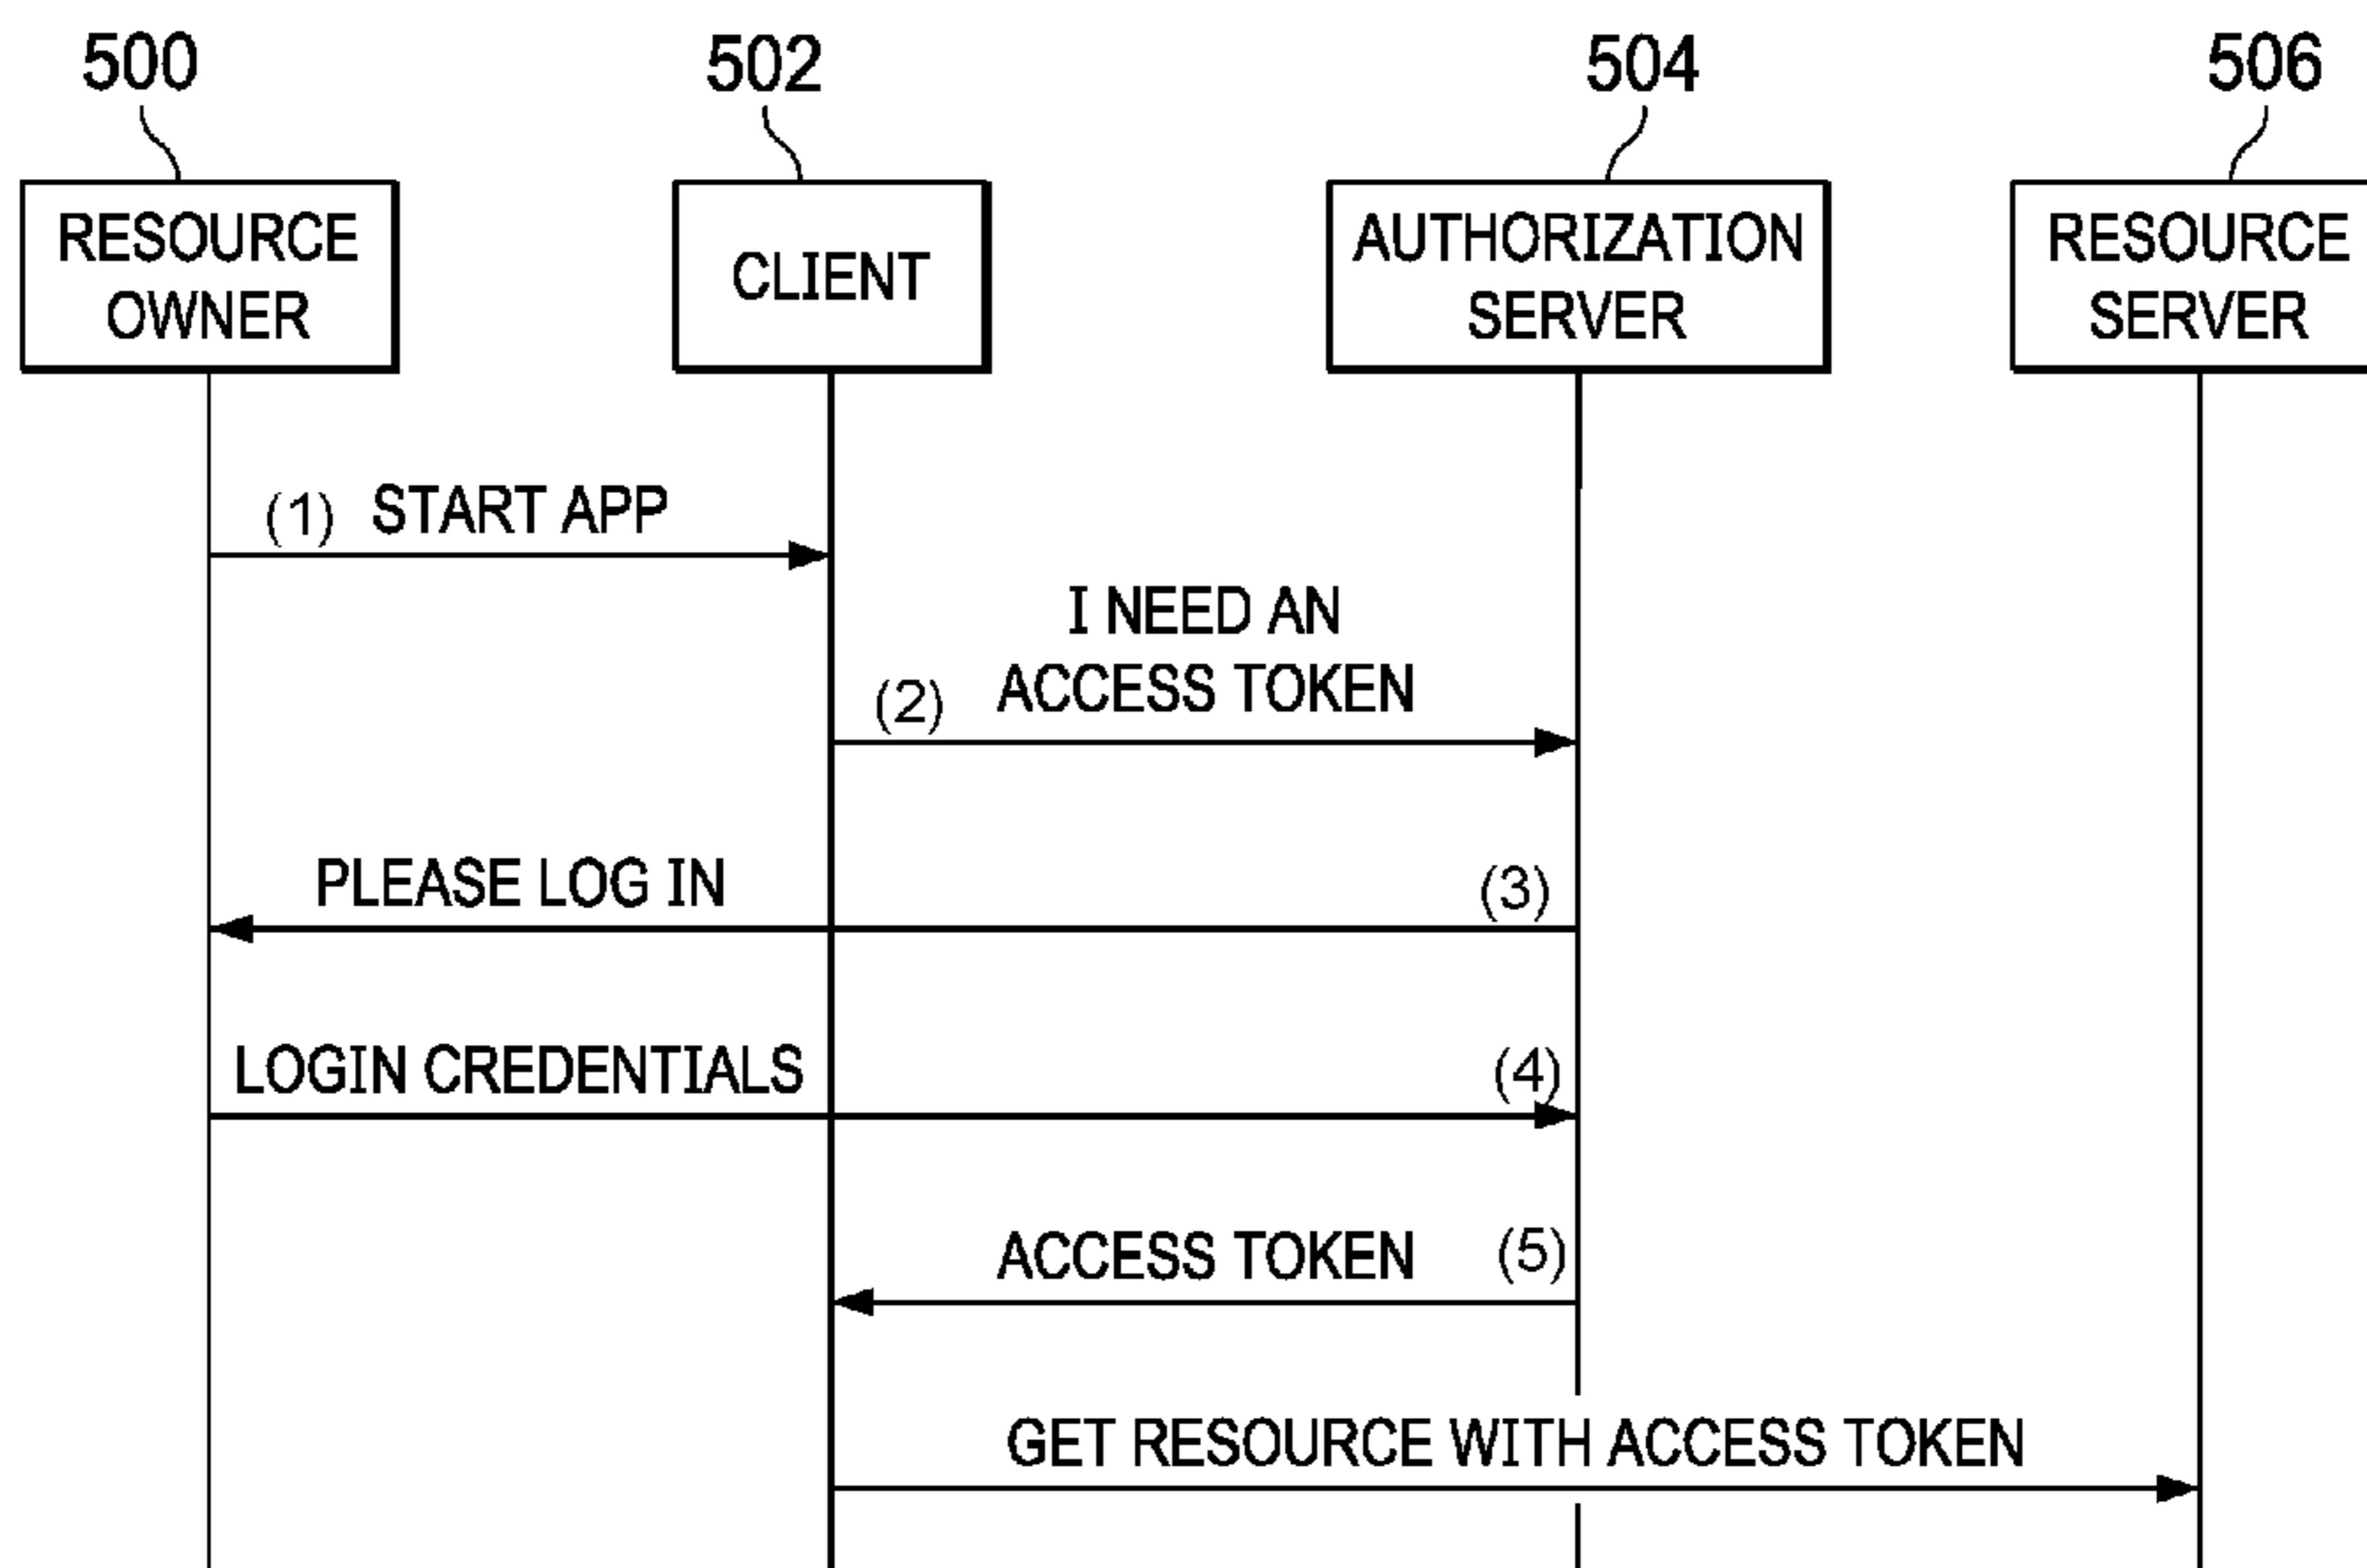 500
502
504
506
RESOURCE
OWNER
CLIENT
AUTHORIZATION
SERVER
RESOURCE
SERVER
(1) START APP
I NEED AN
(2) ACCESS TOKEN
PLEASE LOG IN (3)
LOGIN CREDENTIALS (4)
ACCESS TOKEN (5)
GET RESOURCE WITH ACCESS TOKEN